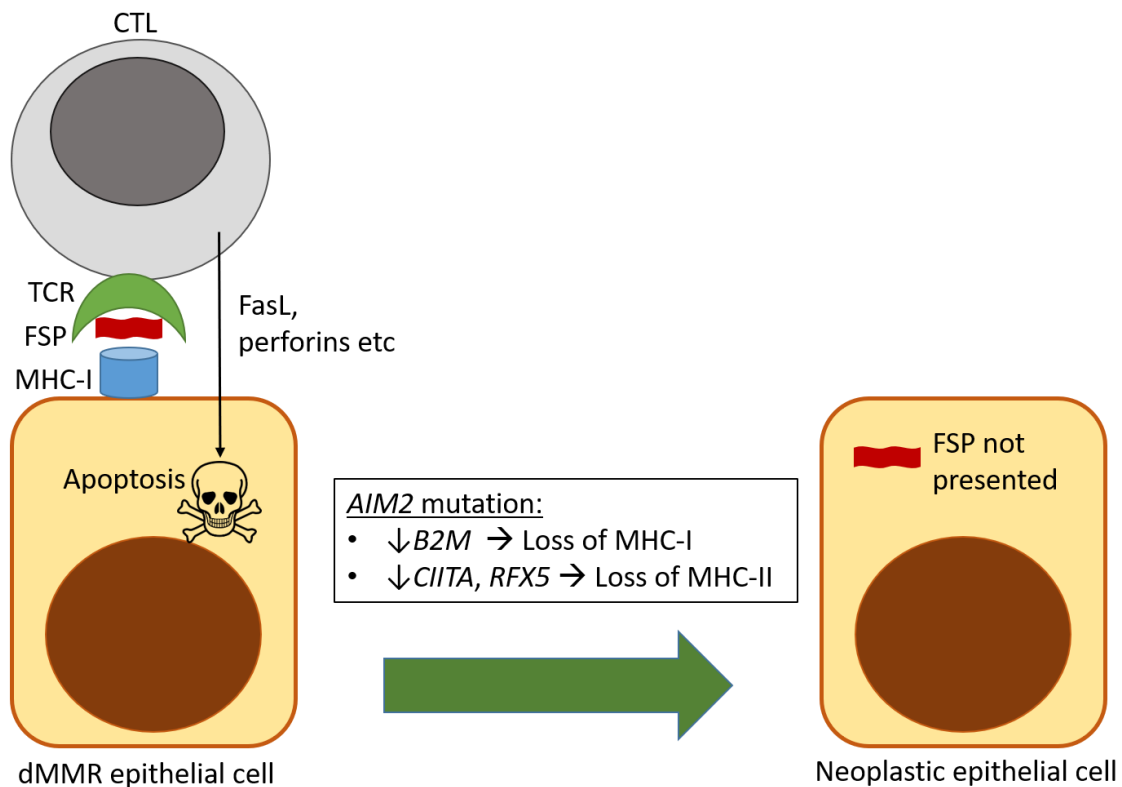 CTL
TCR
FSP
MHC-I
FasL,
perforins etc
Apoptosis
dMMR epithelial cell
AIM2 mutation:
• ↓B2M → Loss of MHC-I
• ↓CIITA, RFX5 → Loss of MHC-II
FSP not
presented
Neoplastic epithelial cell